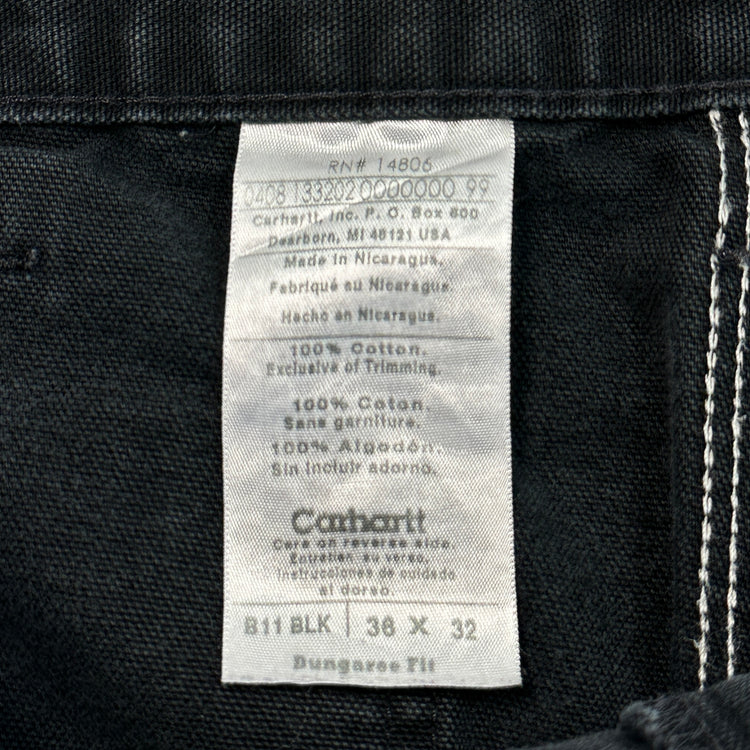 RN# 14806
0408 133202 0000000 99
Carhartt, Inc. P. O. Box 600
Dearborn, MI 48121 USA
Made in Nicaragua.
Fabriqué au Nicaragua.
Hecho en Nicaragua.
100% Cotton.
Exclusive of Trimming.
100% Coton.
Sans garniture.
100% Algodón.
Sin incluir adorno.
Carhartt
Care on reverse side.
Entretien au verso.
Instrucciones de cuidado
al dorso.
B11 BLK | 36 X 32
Dungaree Fit